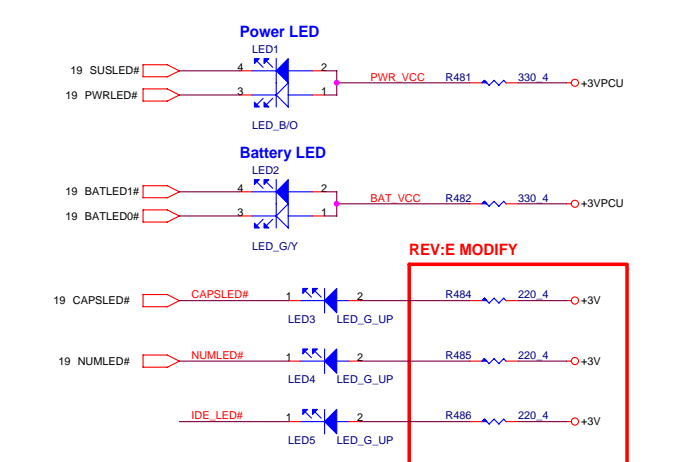 Power LED
LED1
19 SUSLED# 4 2 PWR_VCC R481 330_4 +3VPCU
19 PWRLED# 3 1
LED_B/O
Battery LED
LED2
19 BATLED1# 4 2 BAT_VCC R482 330_4 +3VPCU
19 BATLED0# 3 1
LED_G/Y
REV:E MODIFY
19 CAPSLED# CAPSLED# 1 2 R484 220_4 +3V
LED3 LED_G_UP
19 NUMLED# NUMLED# 1 2 R485 220_4 +3V
LED4 LED_G_UP
IDE_LED# 1 2 R486 220_4 +3V
LED5 LED_G_UP